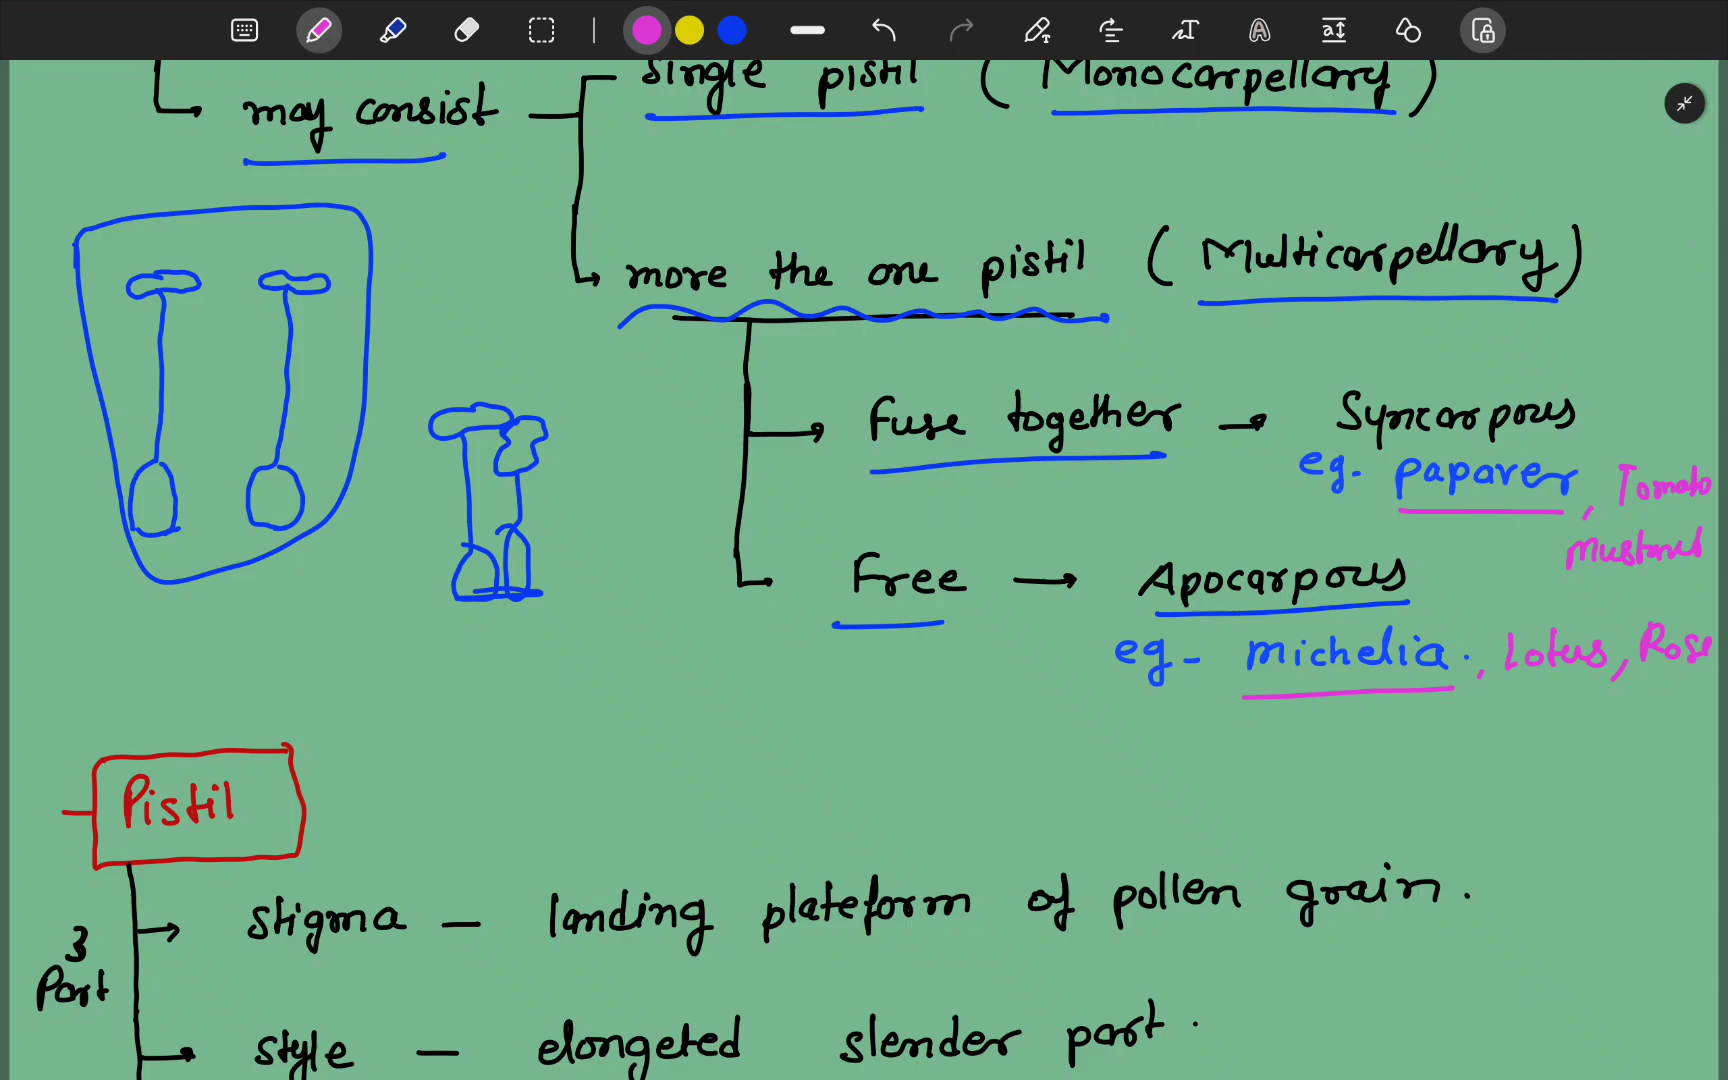 single pistil (Monocarpellary)
may consist
more the one pistil (Multicarpellary)
Fuse together → Syncarpous
eg. papaver, Tomato
Mustard
Free → Apocarpous
eg - michelia., Lotus, Rose
Pistil
3 Part
stigma — landing plateform of pollen grain.
style — elongeted slender part.